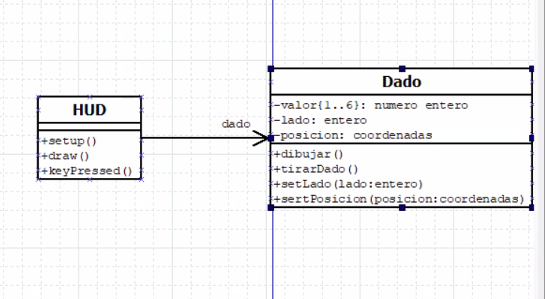 HUD
+setup()
+draw()
+keyPressed()
dado
Dado
-valor{1..6}: numero entero
-lado: entero
-posicion: coordenadas
+dibujar()
+tirarDado()
+setLado(lado:entero)
+sertPosicion(posicion:coordenadas)